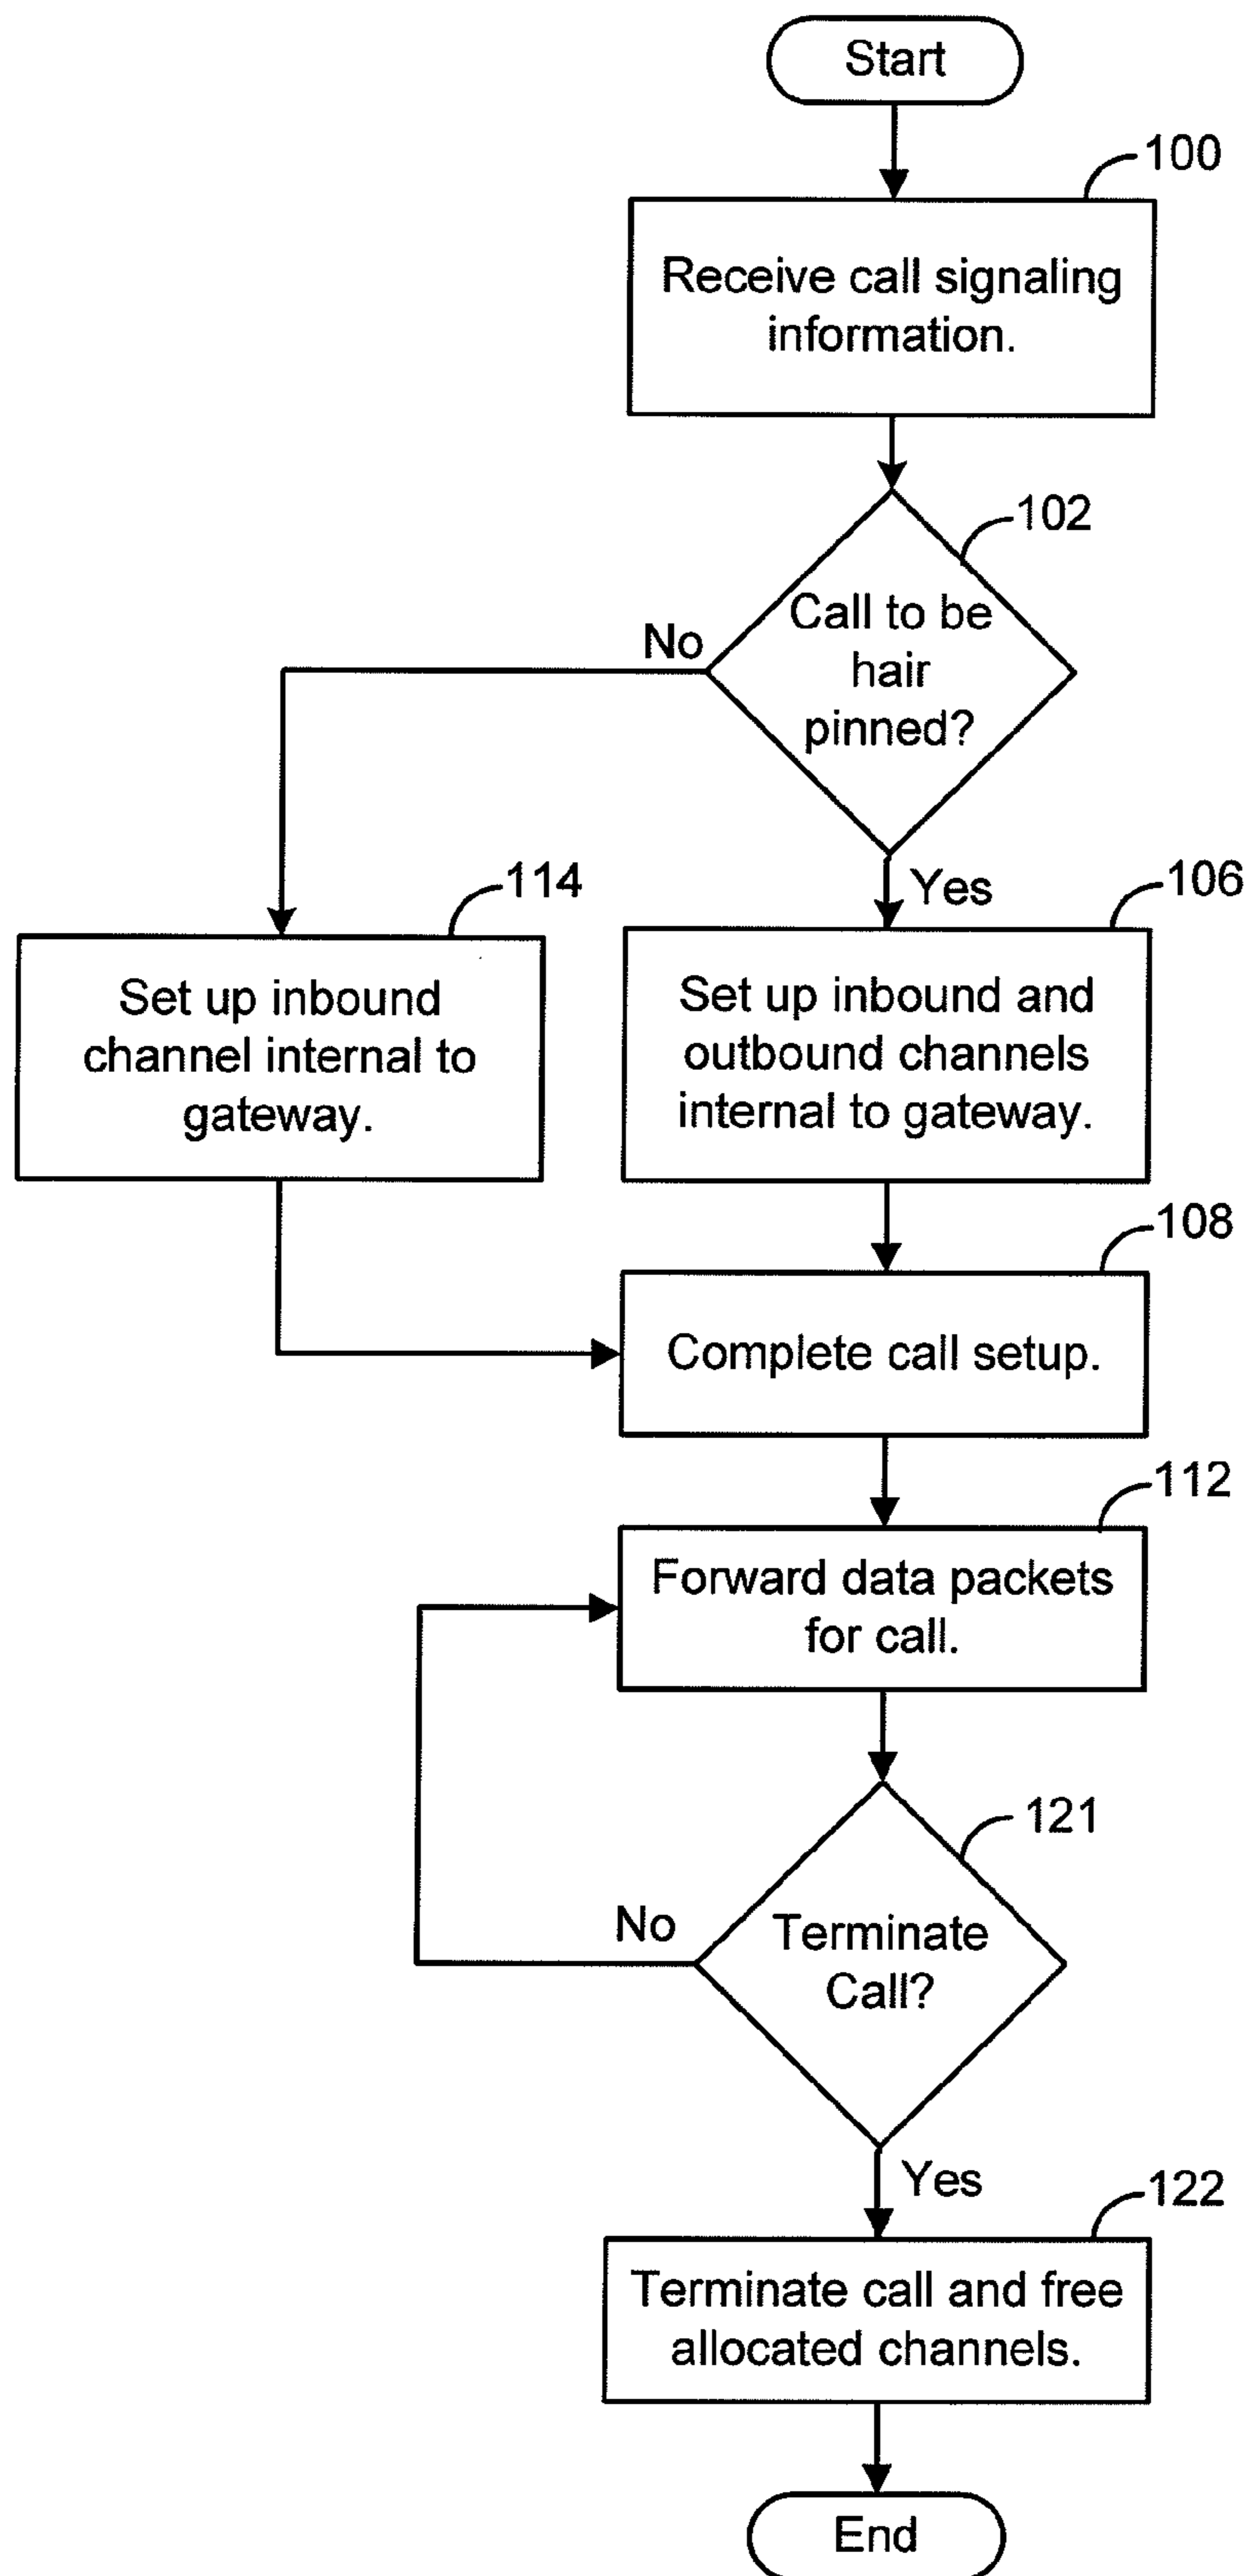 Start
100
Receive call signaling
information.
102
Call to be
hair
pinned?
No
Yes
114
Set up inbound
channel internal to
gateway.
106
Set up inbound and
outbound channels
internal to gateway.
108
Complete call setup.
112
Forward data packets
for call.
121
Terminate
Call?
No
Yes
122
Terminate call and free
allocated channels.
End